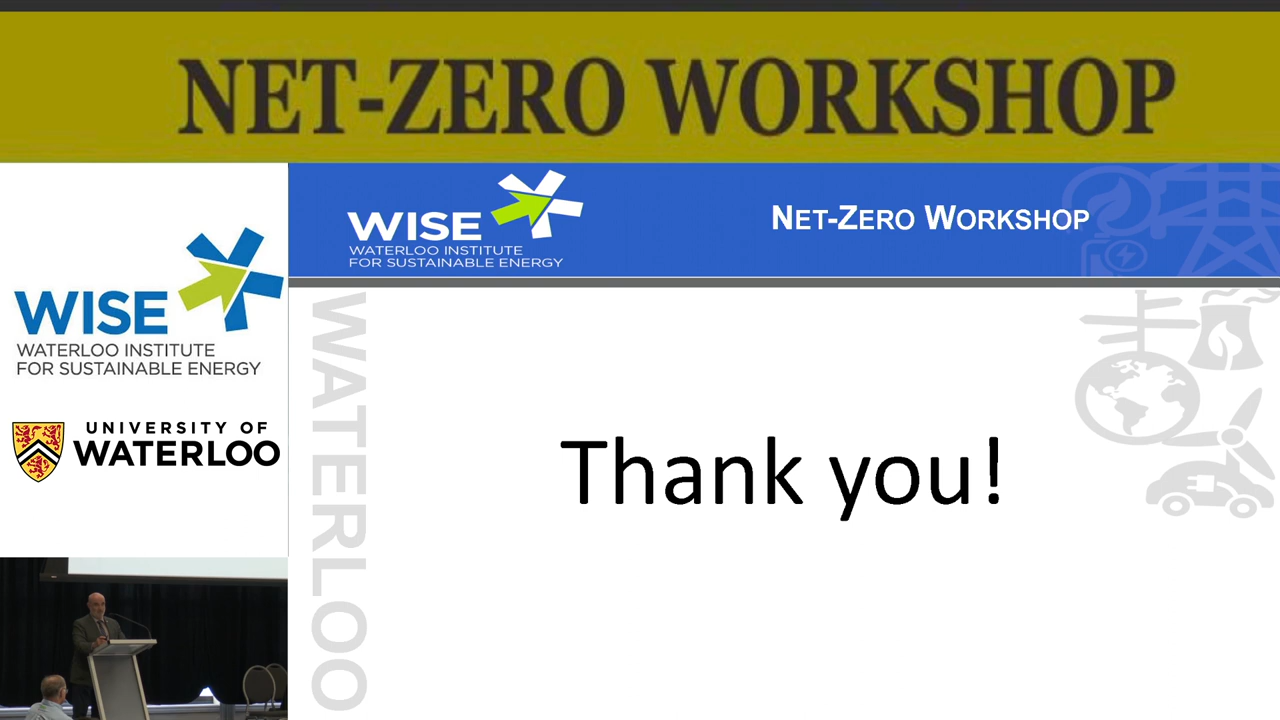 NET-ZERO WORKSHOP
WISE
WATERLOO INSTITUTE
FOR SUSTAINABLE ENERGY
NET-ZERO WORKSHOP
WISE
WATERLOO INSTITUTE
FOR SUSTAINABLE ENERGY
UNIVERSITY OF
WATERLOO
WATERLOO
Thank you!